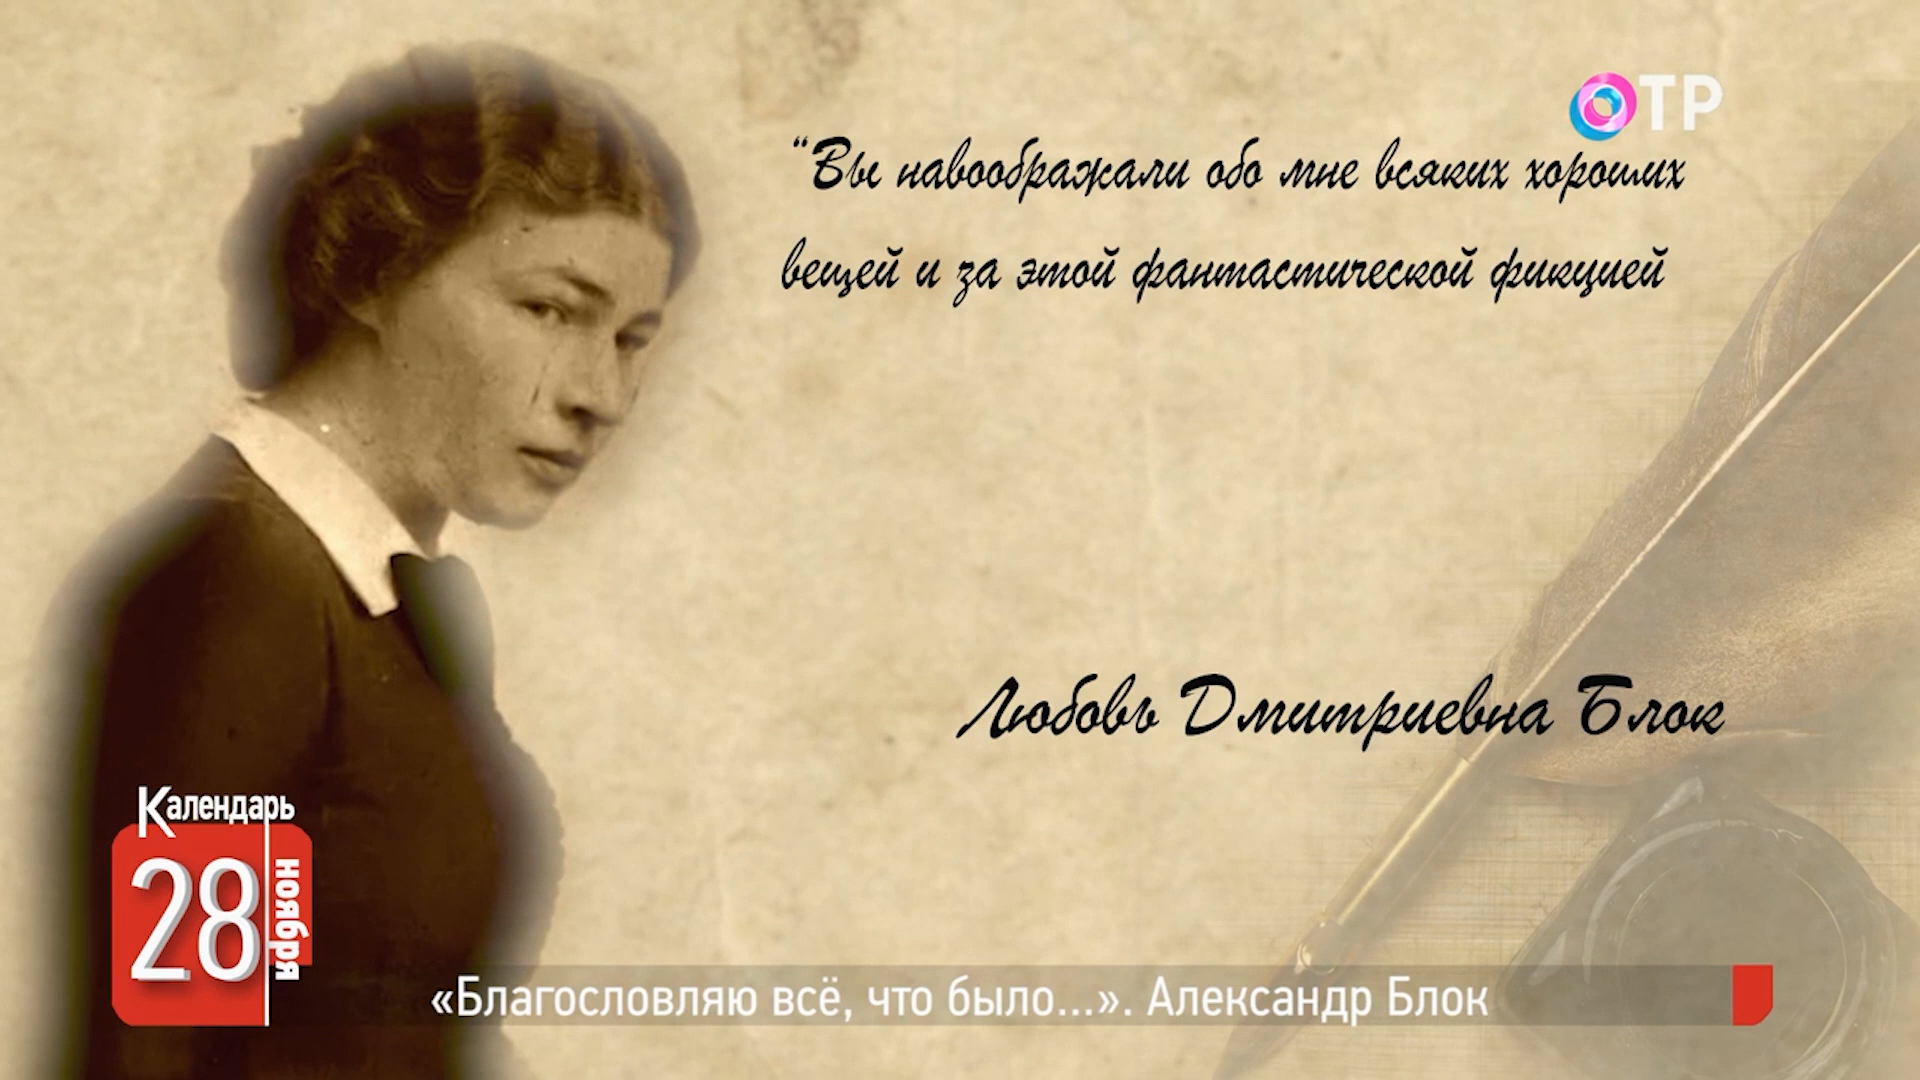 ОТР
“Вы навоображали обо мне всяких хороших
вещей и за этой фантастической фикцией
Любовь Дмитриевна Блок
Календарь
28
ноября
«Благословляю всё, что было...». Александр Блок